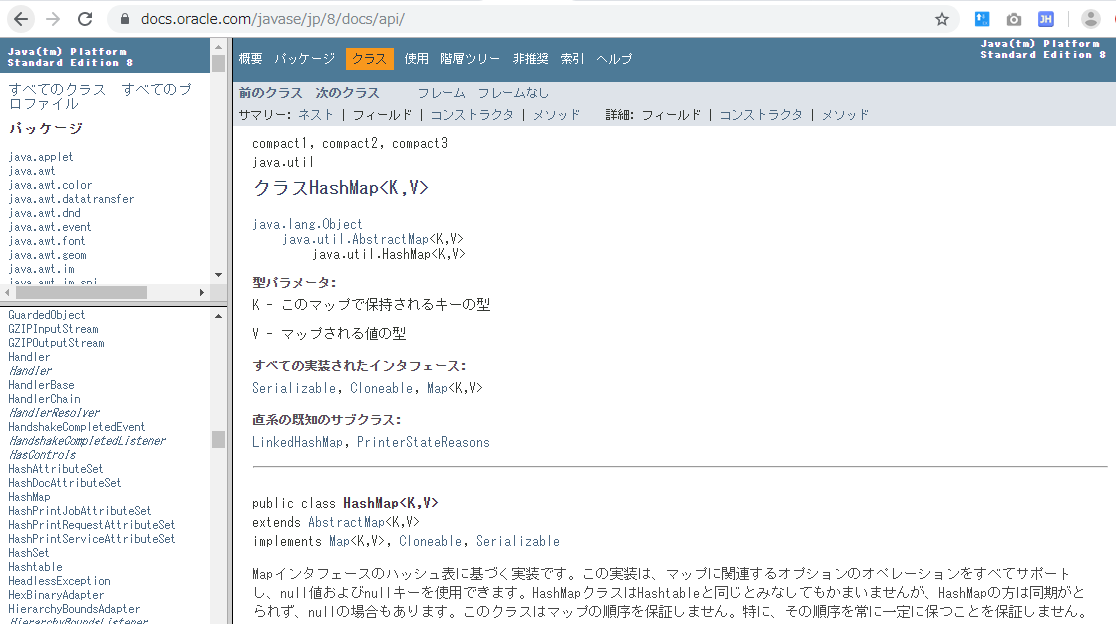 docs.oracle.com/javase/jp/8/docs/api/
JH
Java(tm) Platform
Standard Edition 8
すべてのクラス すべてのプ
ロファイル
パッケージ
java.applet
java.awt
java.awt.color
java.awt.datatransfer
java.awt.dnd
java.awt.event
java.awt.font
java.awt.geom
java.awt.im
java.awt.im.spi
GuardedObject
GZIPInputStream
GZIPOutputStream
Handler
Handler
HandlerBase
HandlerChain
HandlerResolver
HandshakeCompletedEvent
HandshakeCompletedListener
HasControls
HashAttributeSet
HashDocAttributeSet
HashMap
HashPrintJobAttributeSet
HashPrintRequestAttributeSet
HashPrintServiceAttributeSet
HashSet
Hashtable
HeadlessException
HexBinaryAdapter
HierarchyBoundsAdapter
HierarchyBoundsListener
概要 パッケージ クラス 使用 階層ツリー 非推奨 索引 ヘルプ
Java(tm) Platform
Standard Edition 8
前のクラス 次のクラス フレーム フレームなし
サマリー: ネスト | フィールド | コンストラクタ | メソッド 詳細: フィールド | コンストラクタ | メソッド
compact1, compact2, compact3
java.util
クラスHashMap<K,V>
java.lang.Object
java.util.AbstractMap<K,V>
java.util.HashMap<K,V>
型パラメータ:
K - このマップで保持されるキーの型
V - マップされる値の型
すべての実装されたインタフェース:
Serializable, Cloneable, Map<K,V>
直系の既知のサブクラス:
LinkedHashMap, PrinterStateReasons
public class HashMap<K,V>
extends AbstractMap<K,V>
implements Map<K,V>, Cloneable, Serializable
Mapインタフェースのハッシュ表に基づく実装です。この実装は、マップに関連するオプションのオペレーションをすべてサポート
し、null値およびnullキーを使用できます。HashMapクラスはHashtableと同じとみなしてもかまいませんが、HashMapの方は同期がと
られず、nullの場合もあります。このクラスはマップの順序を保証しません。特に、その順序を常に一定に保つことを保証しません。